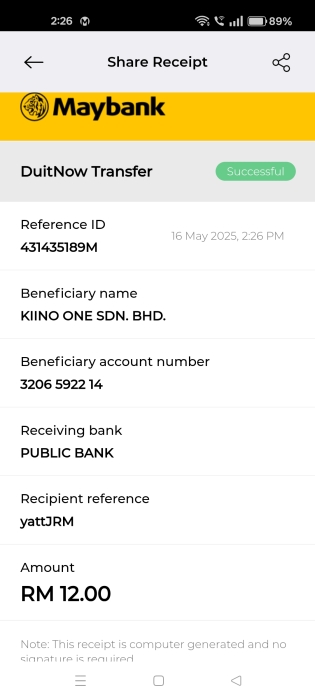 2:26 89%
Share Receipt
Maybank
DuitNow Transfer Successful
Reference ID
431435189M 16 May 2025, 2:26 PM
Beneficiary name
KIINO ONE SDN. BHD.
Beneficiary account number
3206 5922 14
Receiving bank
PUBLIC BANK
Recipient reference
yattJRM
Amount
RM 12.00
Note: This receipt is computer generated and no
signature is required